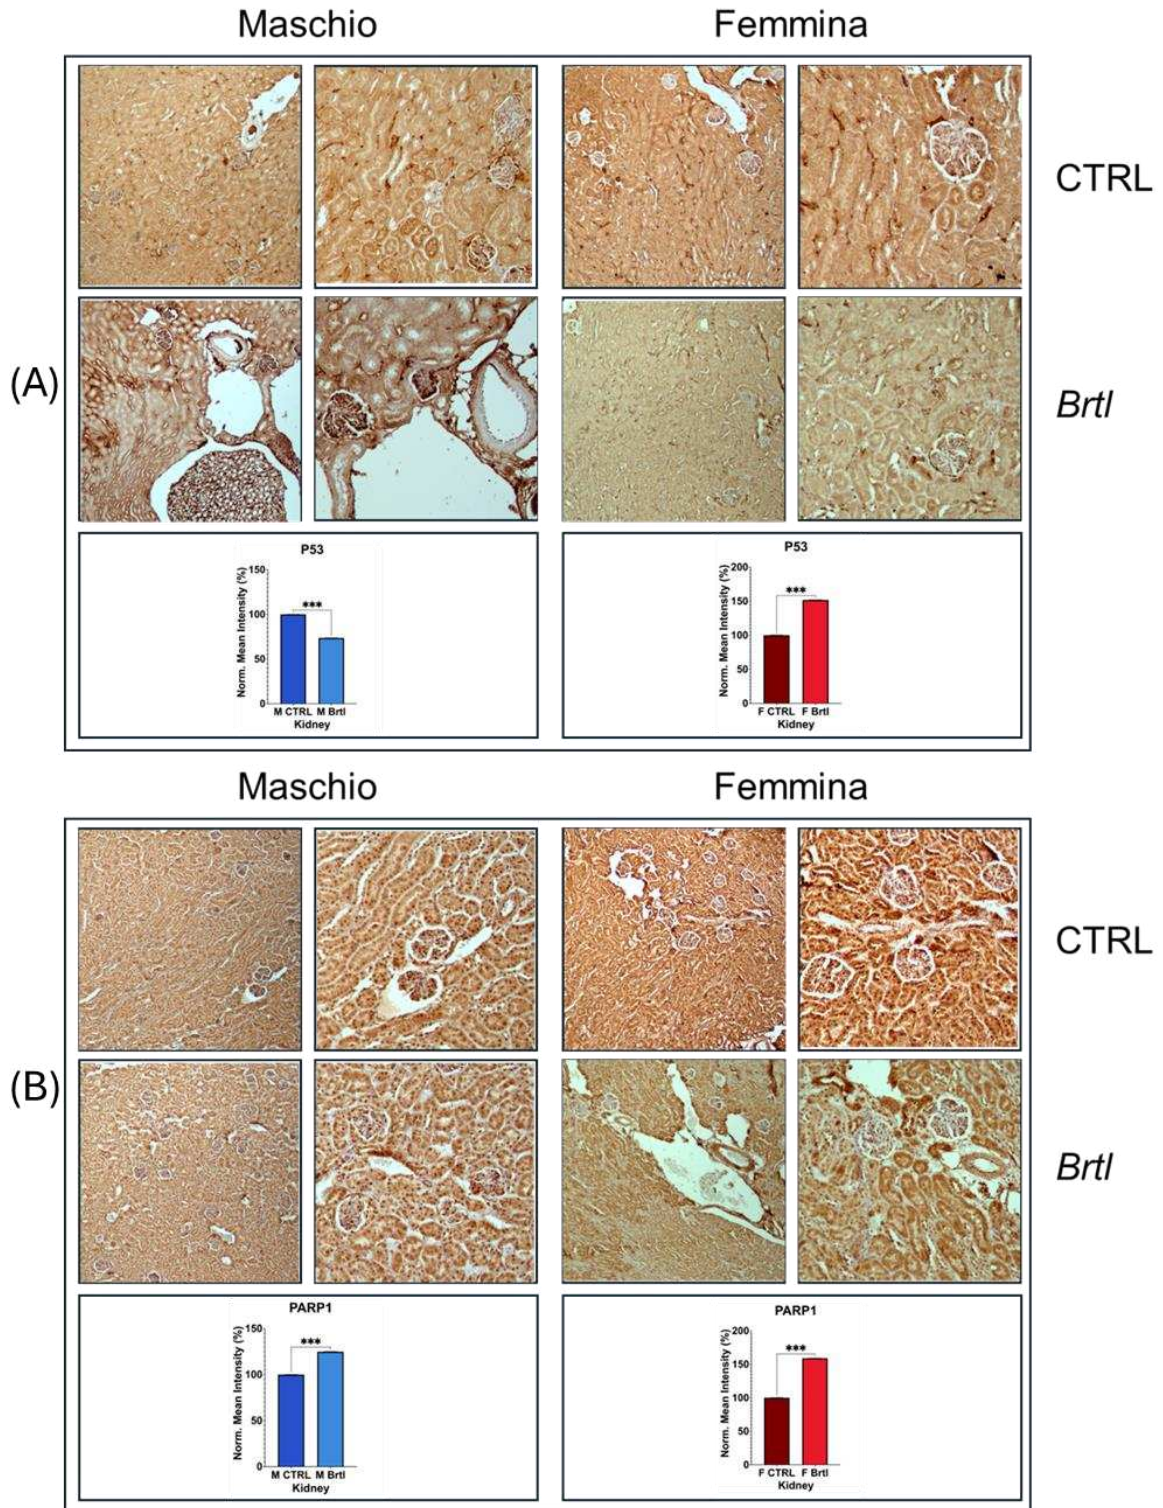 Maschio Femmina
CTRL
(A)
Brtl
P53
Norm. Mean Intensity (%)
150
100
50
0
***
M CTRL M Brtl
Kidney
P53
Norm. Mean Intensity (%)
200
150
100
50
0
***
F CTRL F Brtl
Kidney
Maschio Femmina
CTRL
(B)
Brtl
PARP1
Norm. Mean Intensity (%)
150
100
50
0
***
M CTRL M Brtl
Kidney
PARP1
Norm. Mean Intensity (%)
200
150
100
50
0
***
F CTRL F Brtl
Kidney